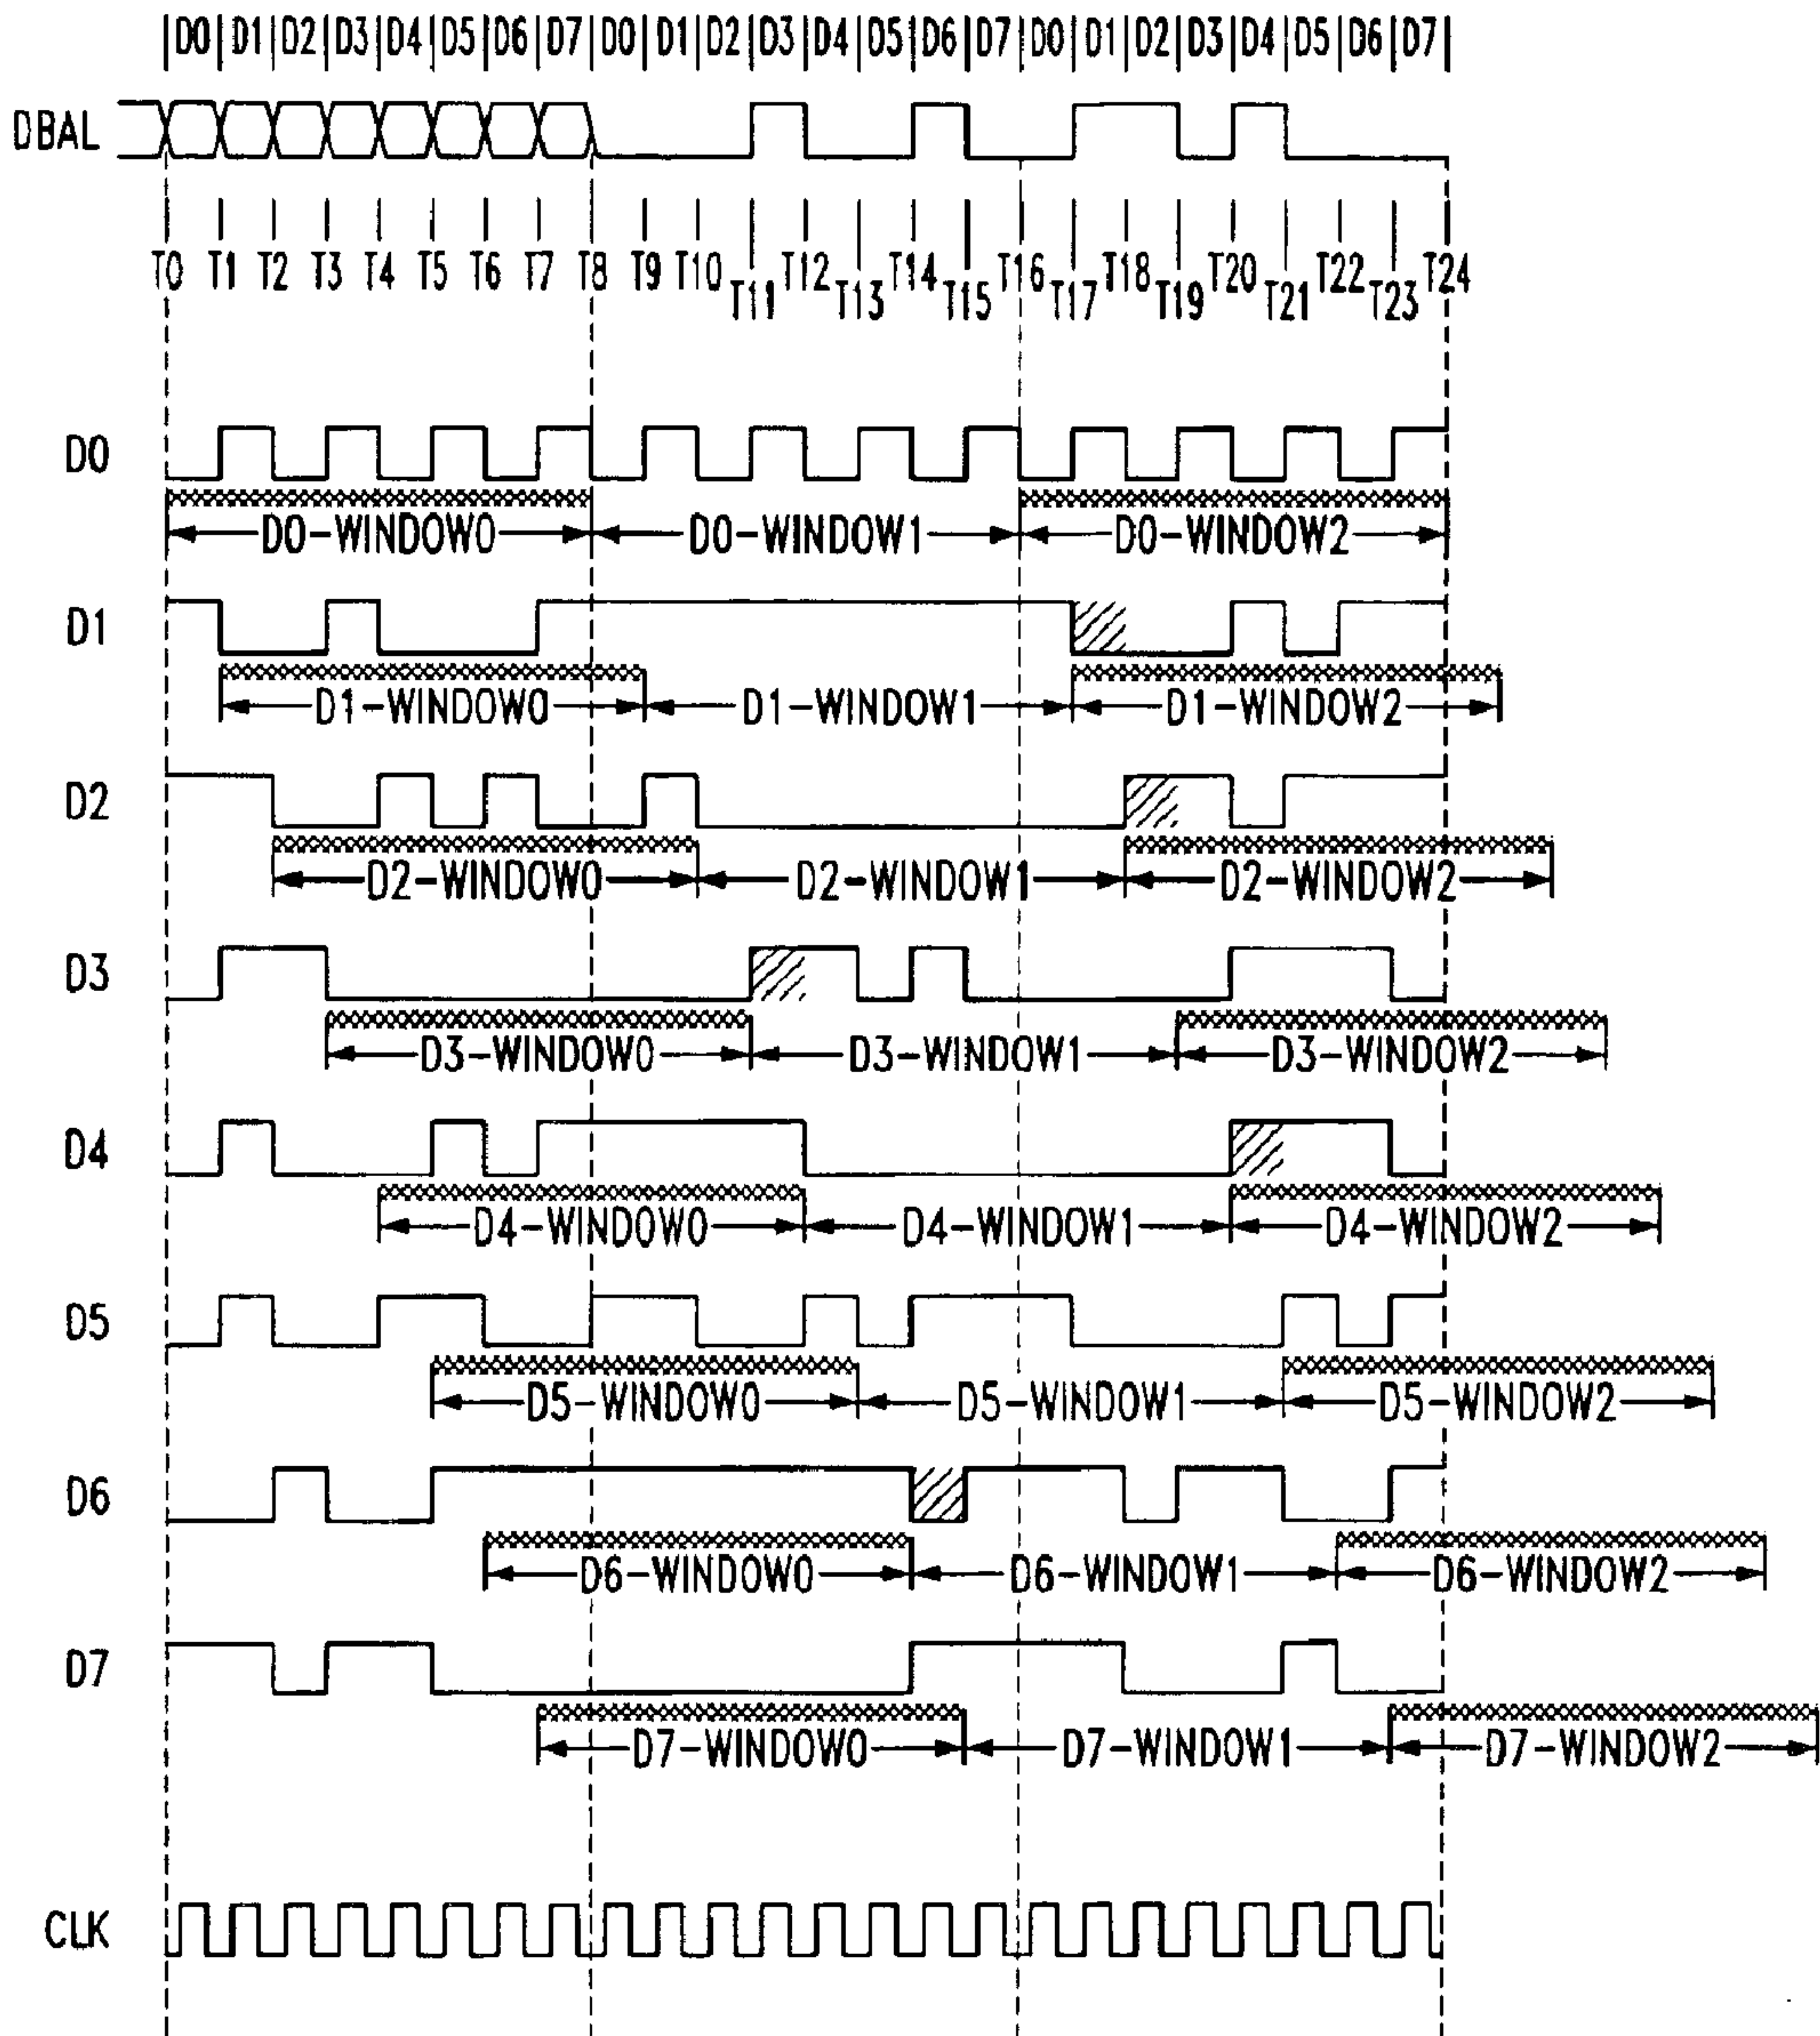 D0 D1 D2 D3 D4 D5 D6 D7 D0 D1 D2 D3 D4 D5 D6 D7 D0 D1 D2 D3 D4 D5 D6 D7
DBAL
T0 T1 T2 T3 T4 T5 T6 T7 T8 T9 T10 T11 T12 T13 T14 T15 T16 T17 T18 T19 T20 T21 T22 T23 T24
D0
D0-WINDOW0 D0-WINDOW1 D0-WINDOW2
D1
D1-WINDOW0 D1-WINDOW1 D1-WINDOW2
D2
D2-WINDOW0 D2-WINDOW1 D2-WINDOW2
D3
D3-WINDOW0 D3-WINDOW1 D3-WINDOW2
D4
D4-WINDOW0 D4-WINDOW1 D4-WINDOW2
D5
D5-WINDOW0 D5-WINDOW1 D5-WINDOW2
D6
D6-WINDOW0 D6-WINDOW1 D6-WINDOW2
D7
D7-WINDOW0 D7-WINDOW1 D7-WINDOW2
CLK